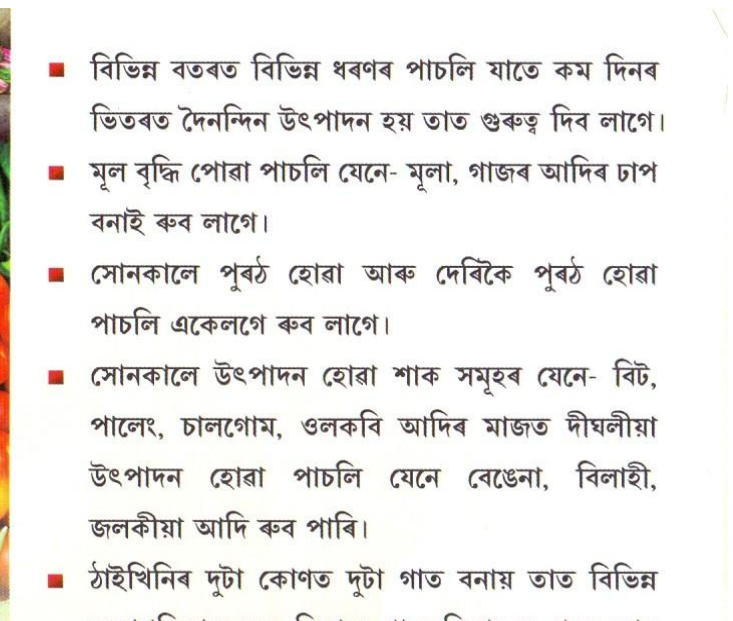 ■ বিভিন্ন বতৰত বিভিন্ন ধৰণৰ পাচলি যাতে কম দিনৰ
ভিতৰত দৈনন্দিন উৎপাদন হয় তাত গুৰুত্ব দিব লাগে।
■ মূল বৃদ্ধি পোৱা পাচলি যেনে- মূলা, গাজৰ আদিৰ ঢাপ
বনাই ৰুব লাগে।
■ সোনকালে পুৰঠ হোৱা আৰু দেৰিকৈ পুৰঠ হোৱা
পাচলি একেলগে ৰুব লাগে।
■ সোনকালে উৎপাদন হোৱা শাক সমূহৰ যেনে- বিট,
পালেং, চালগোম, ওলকবি আদিৰ মাজত দীঘলীয়া
উৎপাদন হোৱা পাচলি যেনে বেঙেনা, বিলাহী,
জলকীয়া আদি ৰুব পাৰি।
■ ঠাইখিনিৰ দুটা কোণত দুটা গাত বনায় তাত বিভিন্ন